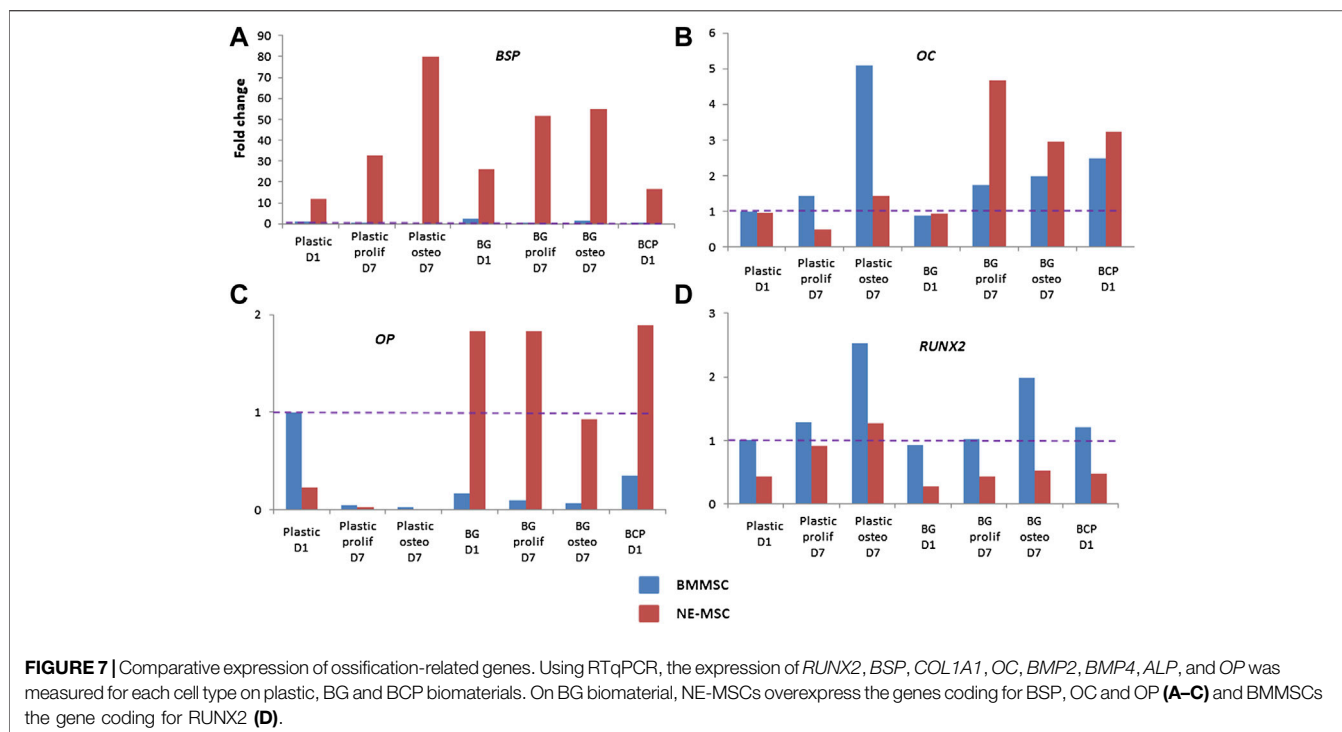 A
BSP
Fold change
90
80
70
60
50
40
30
20
10
0
Plastic D1
Plastic prolif D7
Plastic osteo D7
BG D1
BG prolif D7
BG osteo D7
BCP D1
B
OC
6
5
4
3
2
1
0
Plastic D1
Plastic prolif D7
Plastic osteo D7
BG D1
BG prolif D7
BG osteo D7
BCP D1
C
OP
2
1
0
Plastic D1
Plastic prolif D7
Plastic osteo D7
BG D1
BG prolif D7
BG osteo D7
BCP D1
D
RUNX2
3
2
1
0
Plastic D1
Plastic prolif D7
Plastic osteo D7
BG D1
BG prolif D7
BG osteo D7
BCP D1
BMMSC
NE-MSC
FIGURE 7 | Comparative expression of ossification-related genes. Using RTqPCR, the expression of RUNX2, BSP, COL1A1, OC, BMP2, BMP4, ALP, and OP was
measured for each cell type on plastic, BG and BCP biomaterials. On BG biomaterial, NE-MSCs overexpress the genes coding for BSP, OC and OP (A–C) and BMMSCs
the gene coding for RUNX2 (D).